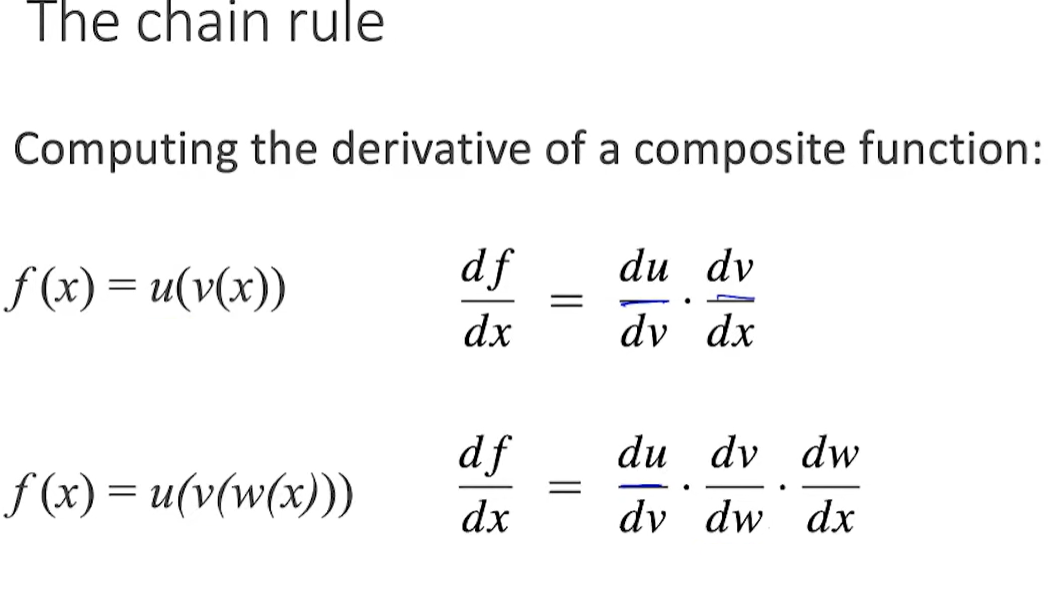 The chain rule
Computing the derivative of a composite function:
f(x) = u(v(x))    df/dx = du/dv · dv/dx
f(x) = u(v(w(x)))    df/dx = du/dv · dv/dw · dw/dx